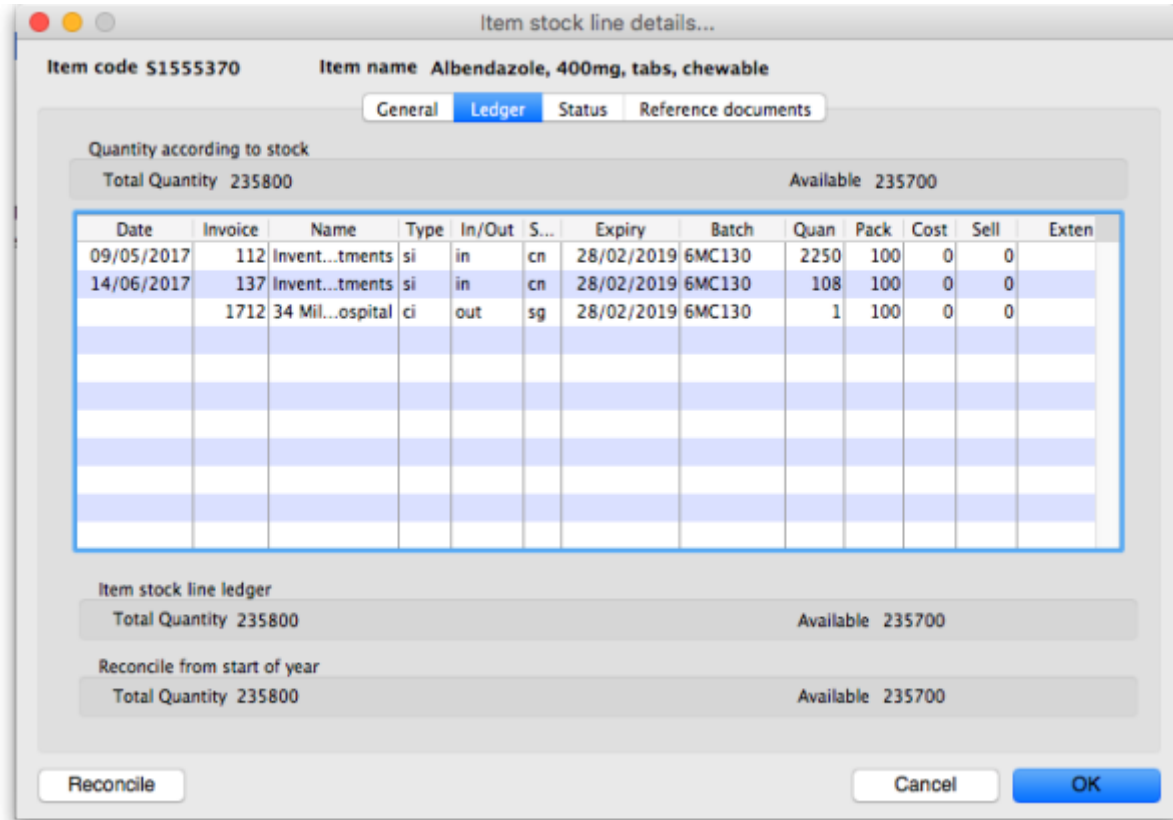 Item stock line details...
Item code S1555370 Item name Albendazole, 400mg, tabs, chewable
General Ledger Status Reference documents
Quantity according to stock
Total Quantity 235800 Available 235700
Date Invoice Name Type In/Out S... Expiry Batch Quan Pack Cost Sell Exten
09/05/2017 112 Invent...tments si in cn 28/02/2019 6MC130 2250 100 0 0
14/06/2017 137 Invent...tments si in cn 28/02/2019 6MC130 108 100 0 0
1712 34 Mil...ospital ci out sg 28/02/2019 6MC130 1 100 0 0
Item stock line ledger
Total Quantity 235800 Available 235700
Reconcile from start of year
Total Quantity 235800 Available 235700
Reconcile Cancel OK